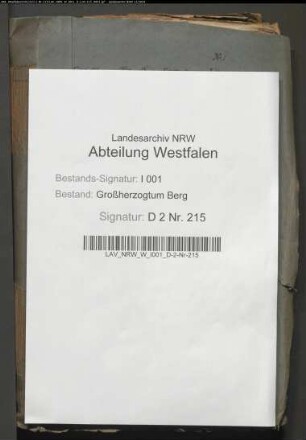 Landesarchiv NRW
Abteilung Westfalen
Bestands-Signatur: I 001
Bestand: Großherzogtum Berg
Signatur: D 2 Nr. 215
LAV_NRW_W_I001_D-2-Nr-215